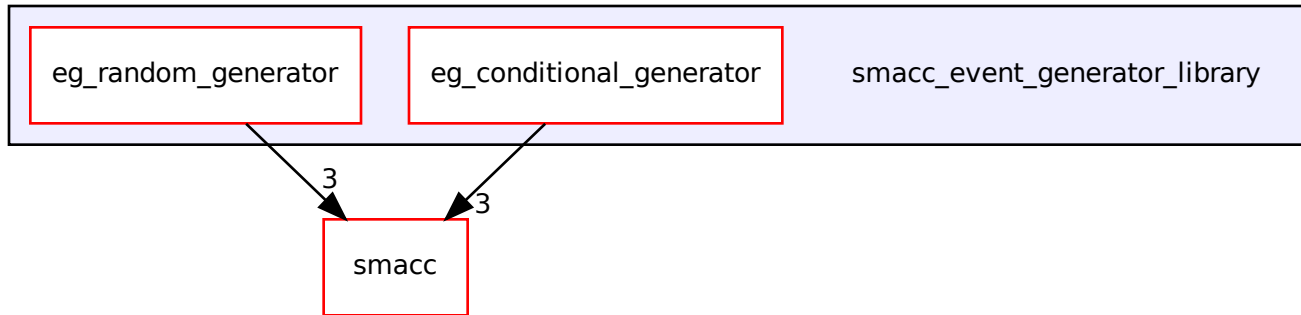 eg_random_generator
eg_conditional_generator
smacc_event_generator_library
3
3
smacc